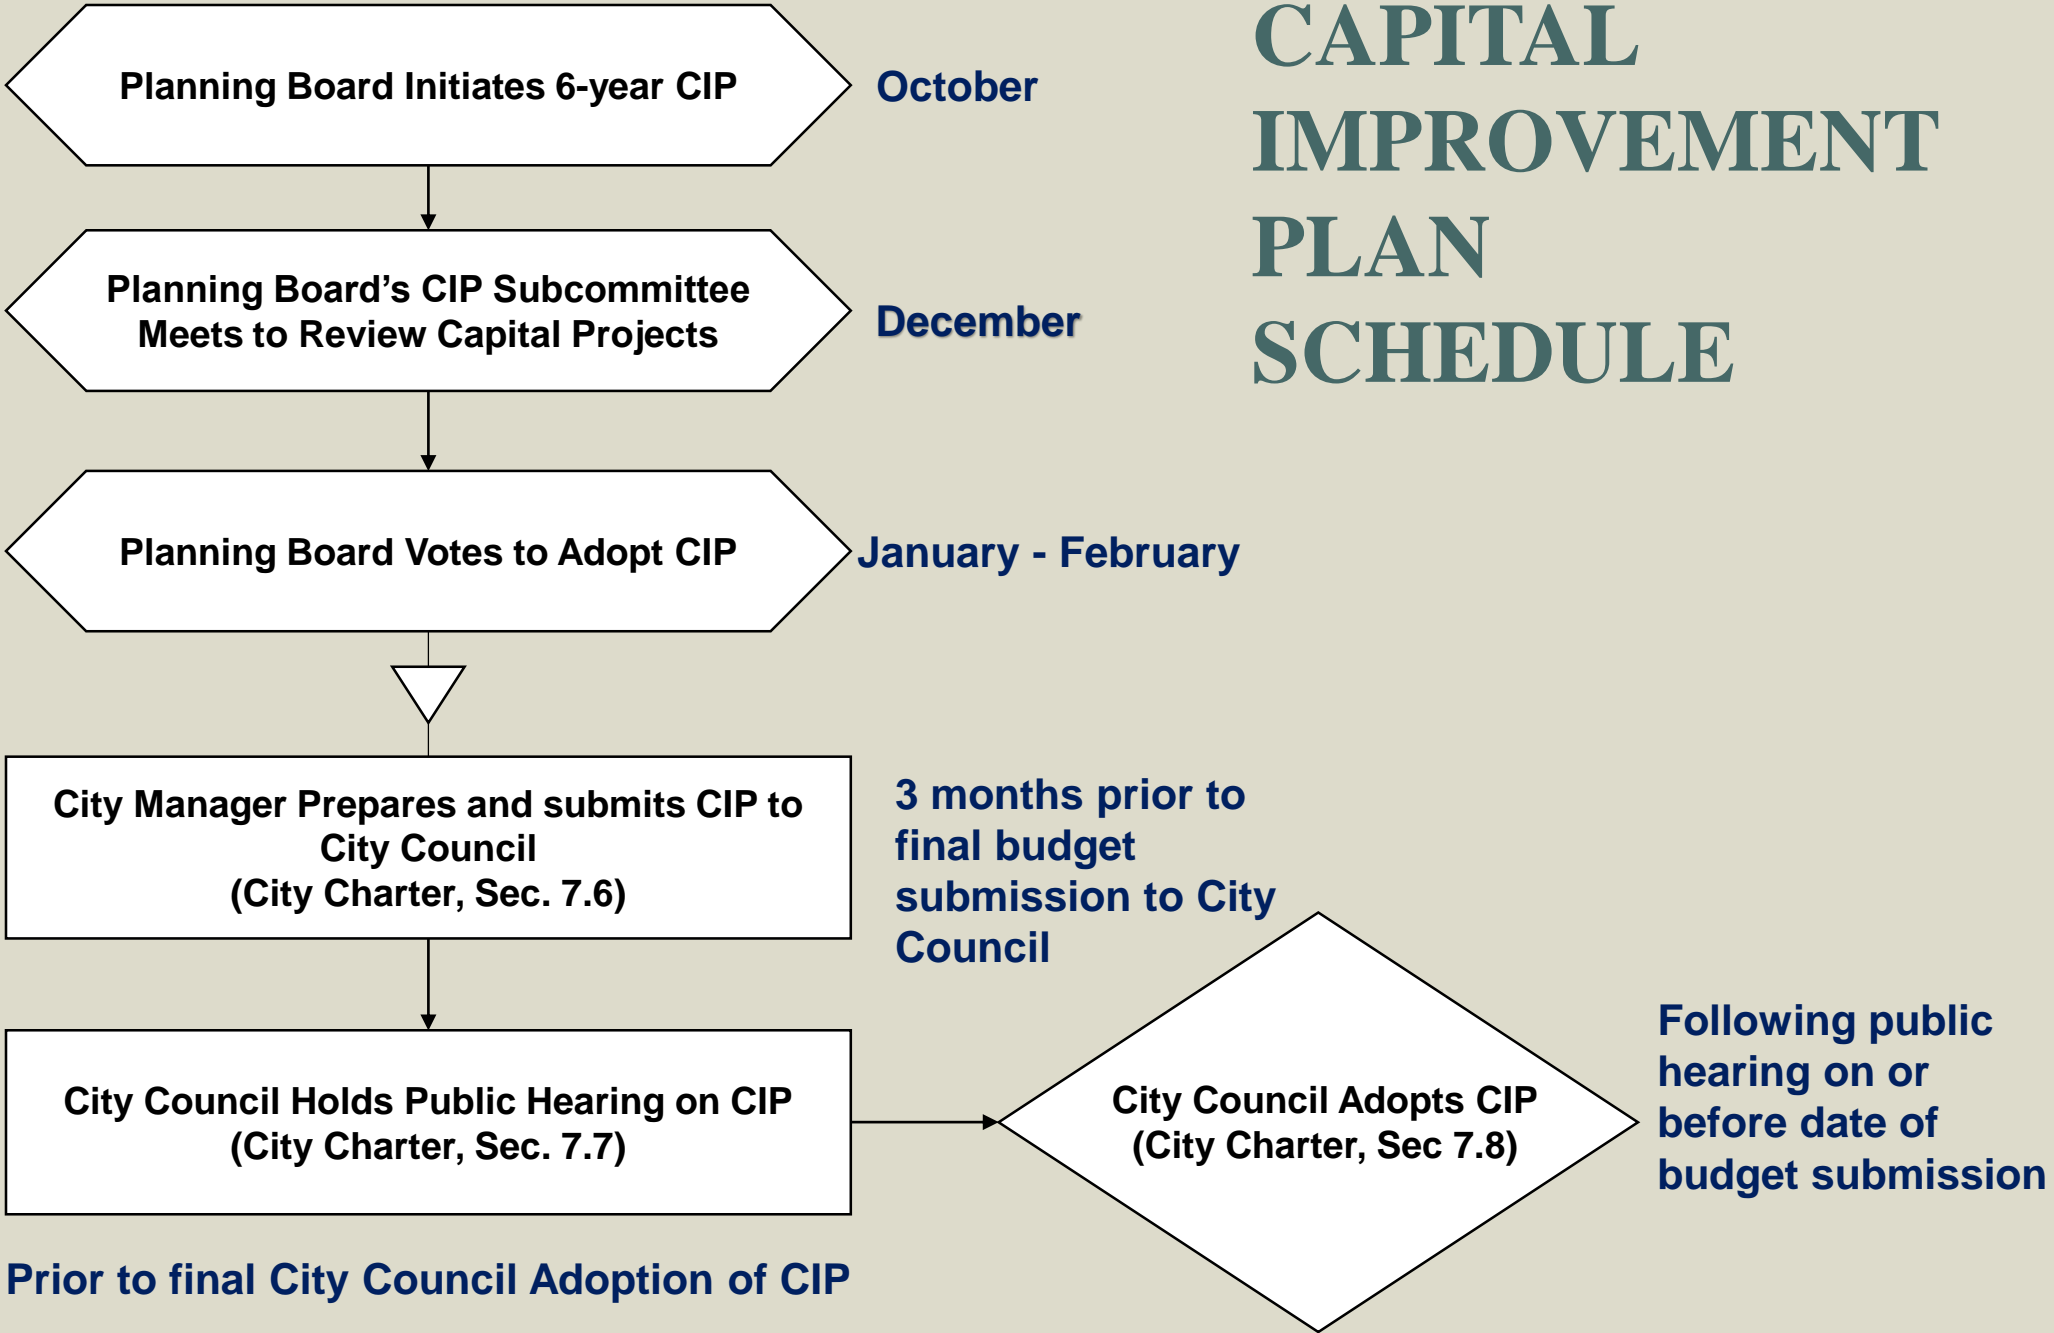 CAPITAL
IMPROVEMENT
PLAN
SCHEDULE
Planning Board Initiates 6-year CIP
October
Planning Board’s CIP Subcommittee
Meets to Review Capital Projects
December
Planning Board Votes to Adopt CIP
January - February
City Manager Prepares and submits CIP to
City Council
(City Charter, Sec. 7.6)
3 months prior to
final budget
submission to City
Council
City Council Holds Public Hearing on CIP
(City Charter, Sec. 7.7)
Prior to final City Council Adoption of CIP
City Council Adopts CIP
(City Charter, Sec 7.8)
Following public
hearing on or
before date of
budget submission